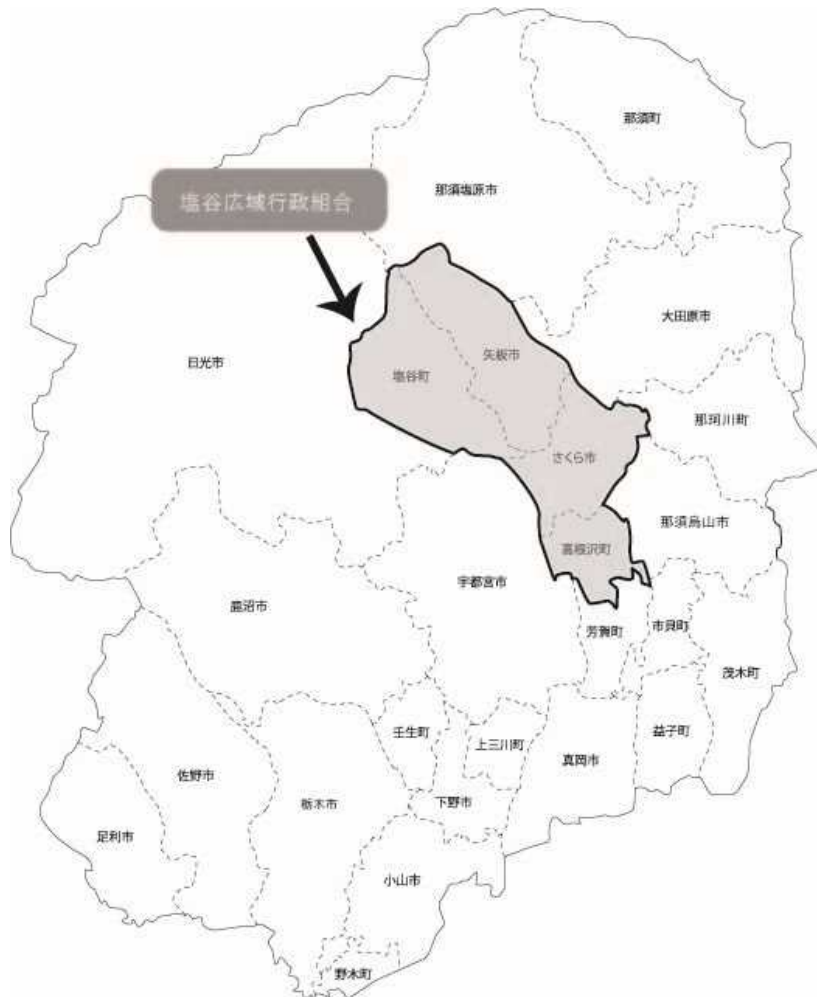 那須町
那須塩原市
塩谷広域行政組合
大田原市
矢板市
日光市
塩谷町
那珂川町
さくら市
那須烏山市
高根沢町
宇都宮市
鹿沼市
芳賀町
市貝町
茂木町
壬生町
上三川町
益子町
真岡市
佐野市
栃木市
下野市
足利市
小山市
野木町